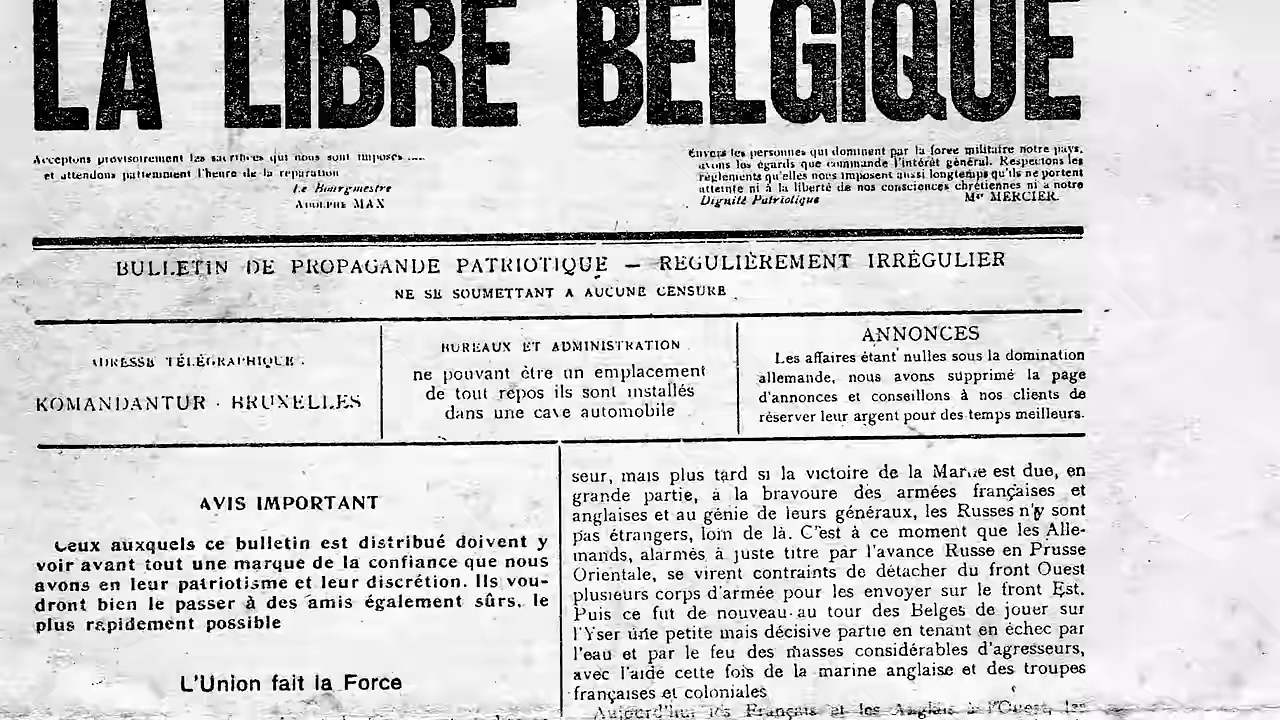 LA LIBRE BELGIQUE
Acceptons provisoirement les sacrifices qui nous sont imposés ....
et attendons patiemment l'heure de la réparation
Le Bourgmestre
ADOLPHE MAX
Envers les personnes qui dominent par la force militaire notre pays,
ayons les égards que commande l'intérêt général. Respectons les
règlements qu'elles nous imposent aussi longtemps qu'ils ne portent
atteinte ni à la liberté de nos consciences chrétiennes ni à notre
Dignité Patriotique
Mgr MERCIER.
BULLETIN DE PROPAGANDE PATRIOTIQUE — REGULIÈREMENT IRRÉGULIER
NE SE SOUMETTANT A AUCUNE CENSURE
ADRESSE TÉLÉGRAPHIQUE .
KOMANDANTUR - BRUXELLES
BUREAUX ET ADMINISTRATION
ne pouvant être un emplacement
de tout repos ils sont installés
dans une cave automobile
ANNONCES
Les affaires étant nulles sous la domination
allemande, nous avons supprimé la page
d'annonces et conseillons à nos clients de
réserver leur argent pour des temps meilleurs.
AVIS IMPORTANT
Ceux auxquels ce bulletin est distribué doivent y
voir avant tout une marque de la confiance que nous
avons en leur patriotisme et leur discrétion. Ils vou-
dront bien le passer à des amis également sûrs, le
plus rapidement possible
L'Union fait la Force
seur, mais plus tard si la victoire de la Marne est due, en
grande partie, à la bravoure des armées françaises et
anglaises et au génie de leurs généraux, les Russes n'y sont
pas étrangers, loin de là. C'est à ce moment que les Alle-
mands, alarmés à juste titre par l'avance Russe en Prusse
Orientale, se virent contraints de détacher du front Ouest
plusieurs corps d'armée pour les envoyer sur le front Est.
Puis ce fut de nouveau au tour des Belges de jouer sur
l'Yser une petite mais décisive partie en tenant en échec par
l'eau et par le feu des masses considérables d'agresseurs,
avec l'aide cette fois de la marine anglaise et des troupes
françaises et coloniales
Aujourd'hui les Français et les Anglais à l'Ouest, les